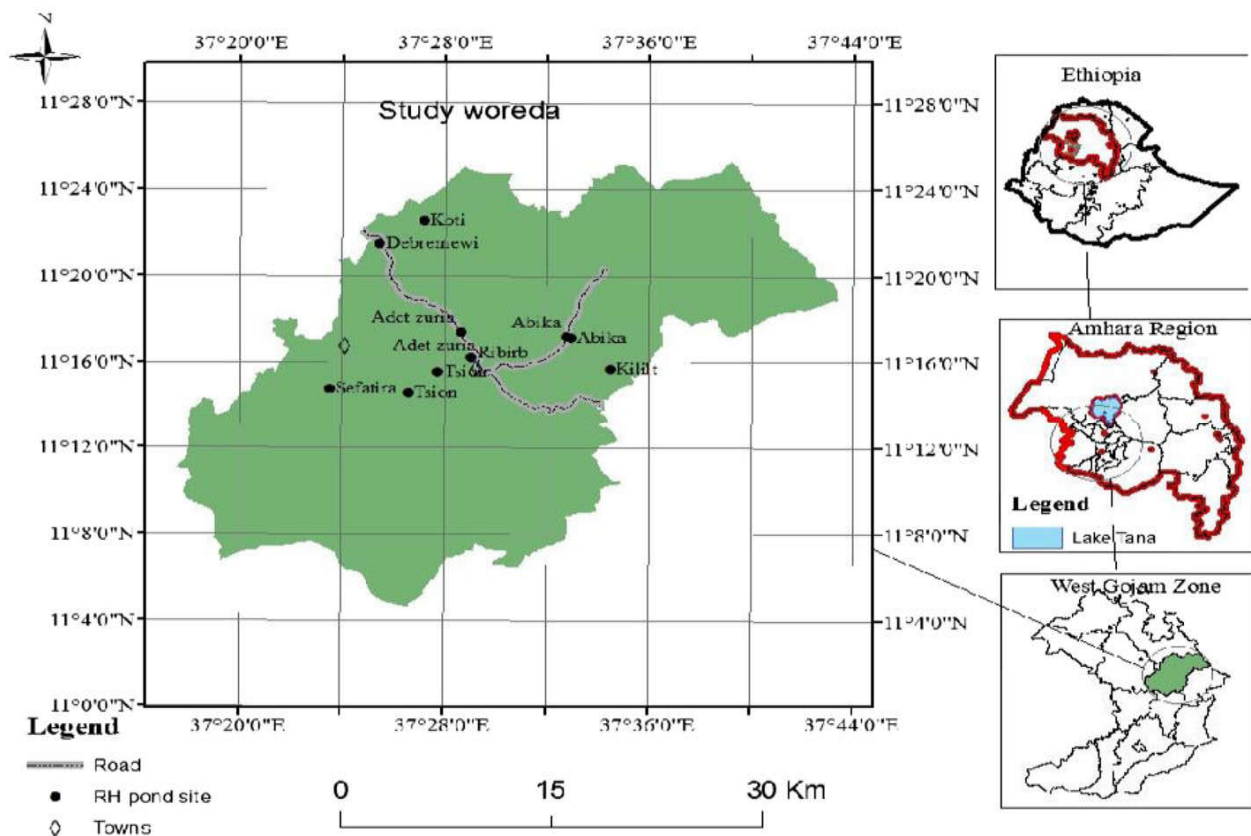 Z
37°20'0"E 37°28'0"E 37°36'0"E 37°44'0"E
11°28'0"N
11°28'0"N
Study woreda
11°24'0"N
11°24'0"N
Koti
Debremewi
11°20'0"N
11°20'0"N
Adet zuria
Abika
Abika
Adet zuria
Ribirb
11°16'0"N
11°16'0"N
Tsion
Kililt
Sefatira
Tsion
11°12'0"N
11°12'0"N
11°8'0"N
11°8'0"N
11°4'0"N
11°4'0"N
11°0'0"N
37°20'0"E 37°28'0"E 37°36'0"E 37°44'0"E
Legend
Road
RH pond site
Towns
0 15 30 Km
Ethiopia
Amhara Region
Legend
Lake Tana
West Gojam Zone